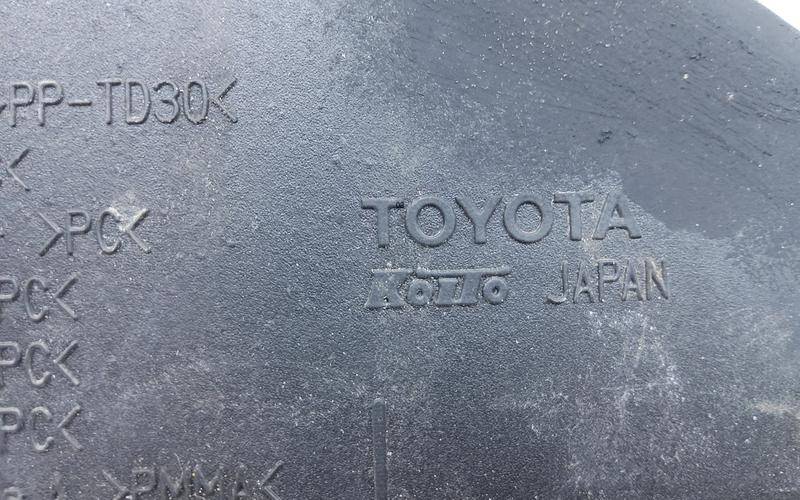 >PP-TD30<
<
>PC<
PC<
PC<
PC<
>PMMA<
TOYOTA
KOITO JAPAN